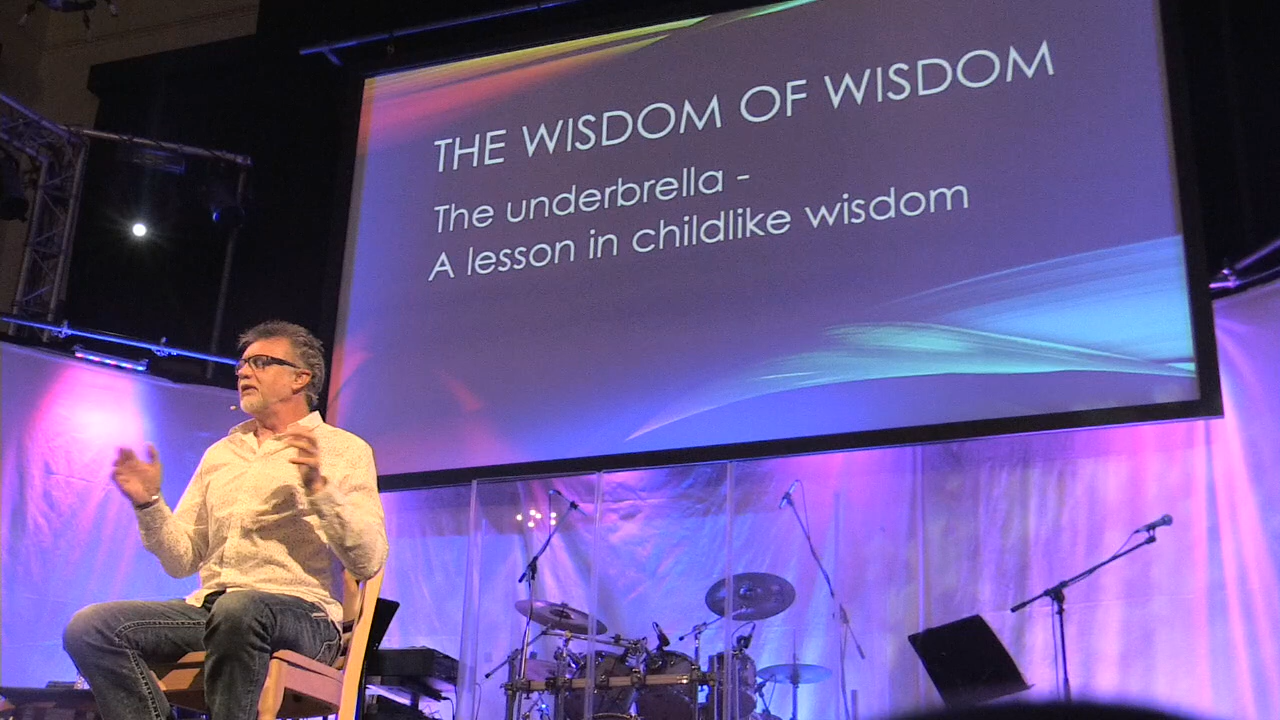 THE WISDOM OF WISDOM
The underbrella -
A lesson in childlike wisdom